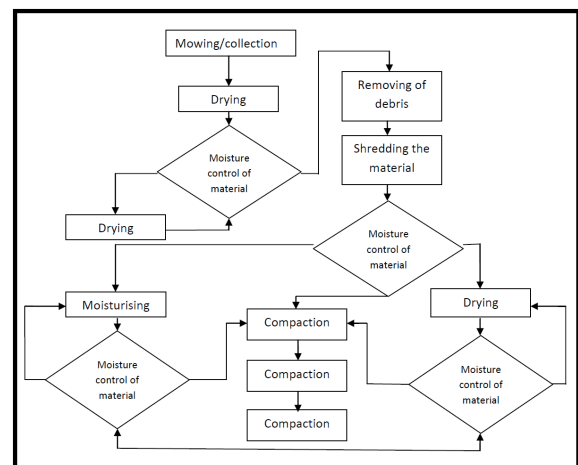 Mowing/collection
Drying
Moisture
control of
material
Drying
Removing of
debris
Shredding the
material
Moisture
control of
material
Moisturising
Moisture
control of
material
Compaction
Compaction
Compaction
Drying
Moisture
control of
material